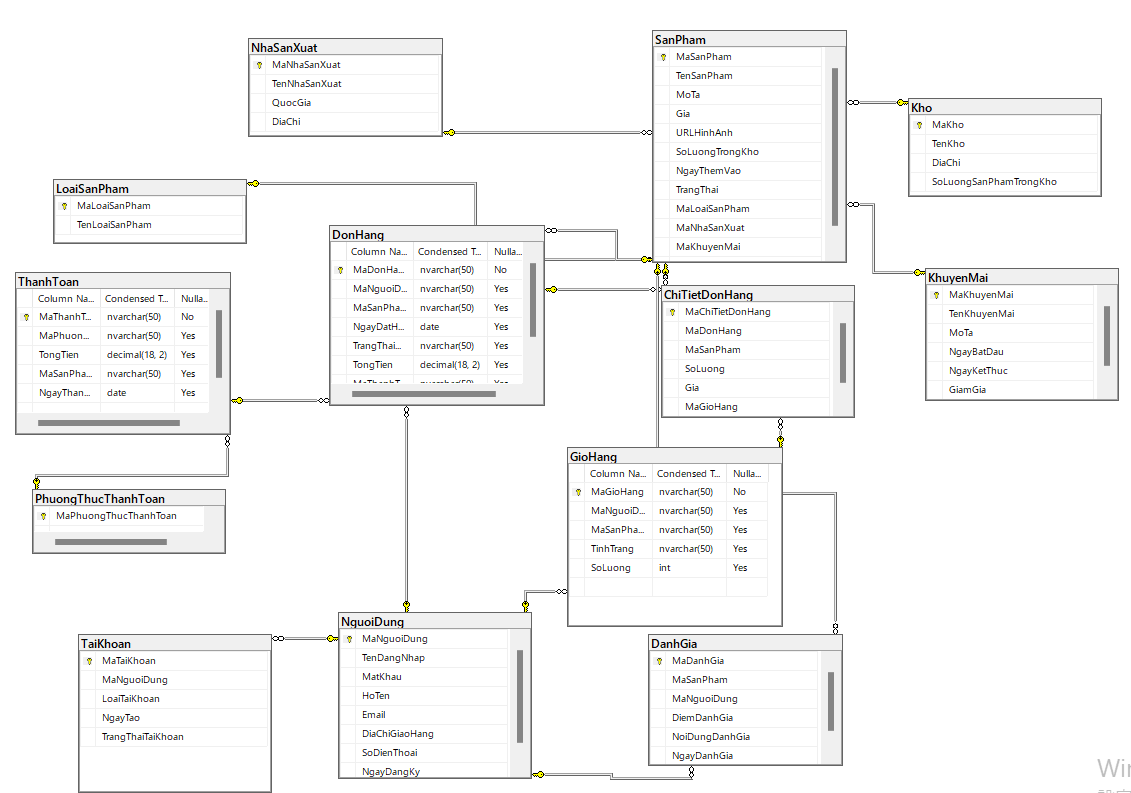 NhaSanXuat
MaNhaSanXuat
TenNhaSanXuat
QuocGia
DiaChi
SanPham
MaSanPham
TenSanPham
MoTa
Gia
URLHinhAnh
SoLuongTrongKho
NgayThemVao
TrangThai
MaLoaiSanPham
MaNhaSanXuat
MaKhuyenMai
Kho
MaKho
TenKho
DiaChi
SoLuongSanPhamTrongKho
LoaiSanPham
MaLoaiSanPham
TenLoaiSanPham
DonHang
Column Na... Condensed T... Nulla...
MaDonHa... nvarchar(50) No
MaNguoiD... nvarchar(50) Yes
MaSanPha... nvarchar(50) Yes
NgayDatH... date Yes
TrangThai... nvarchar(50) Yes
TongTien decimal(18, 2) Yes
MaThanhT... nvarchar(50) Yes
ThanhToan
Column Na... Condensed T... Nulla...
MaThanhT... nvarchar(50) No
MaPhuon... nvarchar(50) Yes
TongTien decimal(18, 2) Yes
MaSanPha... nvarchar(50) Yes
NgayThan... date Yes
KhuyenMai
MaKhuyenMai
TenKhuyenMai
MoTa
NgayBatDau
NgayKetThuc
GiamGia
ChiTietDonHang
MaChiTietDonHang
MaDonHang
MaSanPham
SoLuong
Gia
MaGioHang
GioHang
Column Na... Condensed T... Nulla...
MaGioHang nvarchar(50) No
MaNguoiD... nvarchar(50) Yes
MaSanPha... nvarchar(50) Yes
TinhTrang nvarchar(50) Yes
SoLuong int Yes
PhuongThucThanhToan
MaPhuongThucThanhToan
NguoiDung
MaNguoiDung
TenDangNhap
MatKhau
HoTen
Email
DiaChiGiaoHang
SoDienThoai
NgayDangKy
TaiKhoan
MaTaiKhoan
MaNguoiDung
LoaiTaiKhoan
NgayTao
TrangThaiTaiKhoan
DanhGia
MaDanhGia
MaSanPham
MaNguoiDung
DiemDanhGia
NoiDungDanhGia
NgayDanhGia